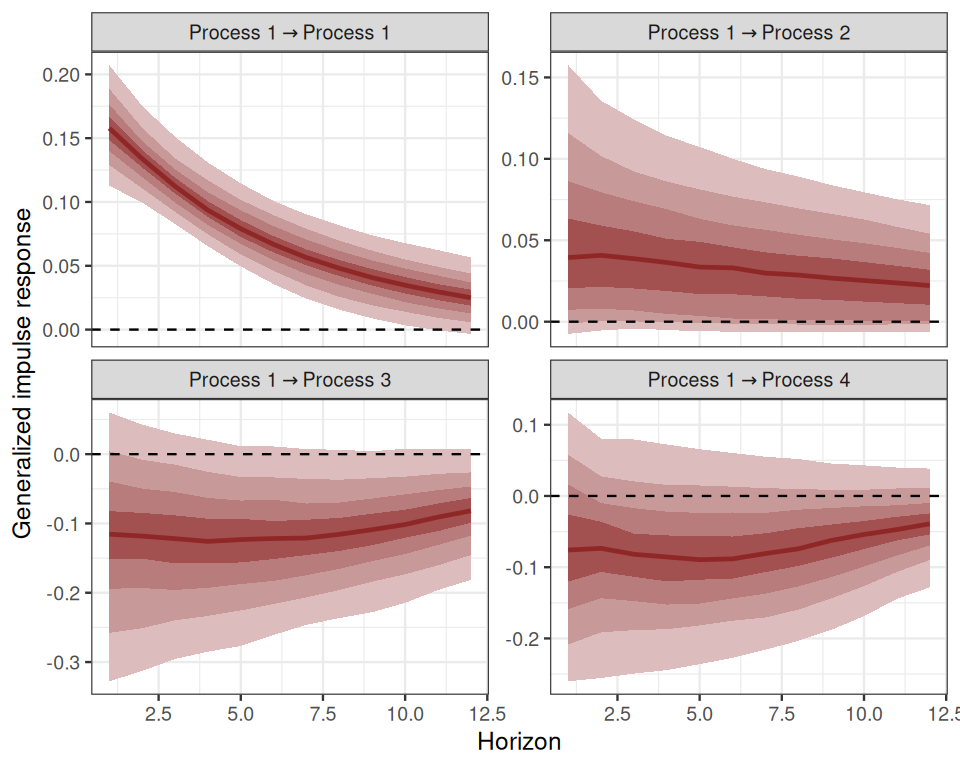 Process 1 → Process 1
Process 1 → Process 2
0.20
0.15
0.10
0.05
0.00
0.15
0.10
0.05
0.00
Generalized impulse response
Process 1 → Process 3
Process 1 → Process 4
0.0
-0.1
-0.2
-0.3
0.1
0.0
-0.1
-0.2
2.5 5.0 7.5 10.0 12.5
2.5 5.0 7.5 10.0 12.5
Horizon